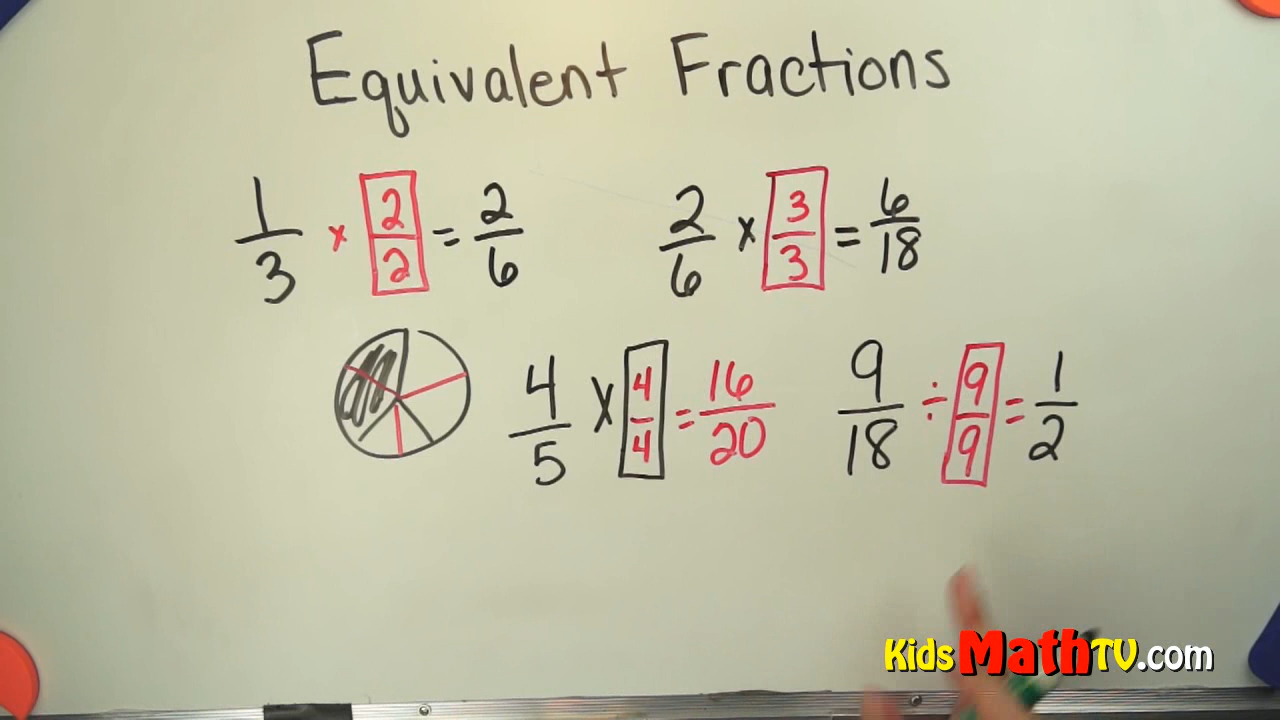 Equivalent Fractions
1/3 × 2/2 = 2/6
2/6 × 3/3 = 6/18
4/5 × 4/4 = 16/20
9/18 ÷ 9/9 = 1/2
KidsMathTV.com